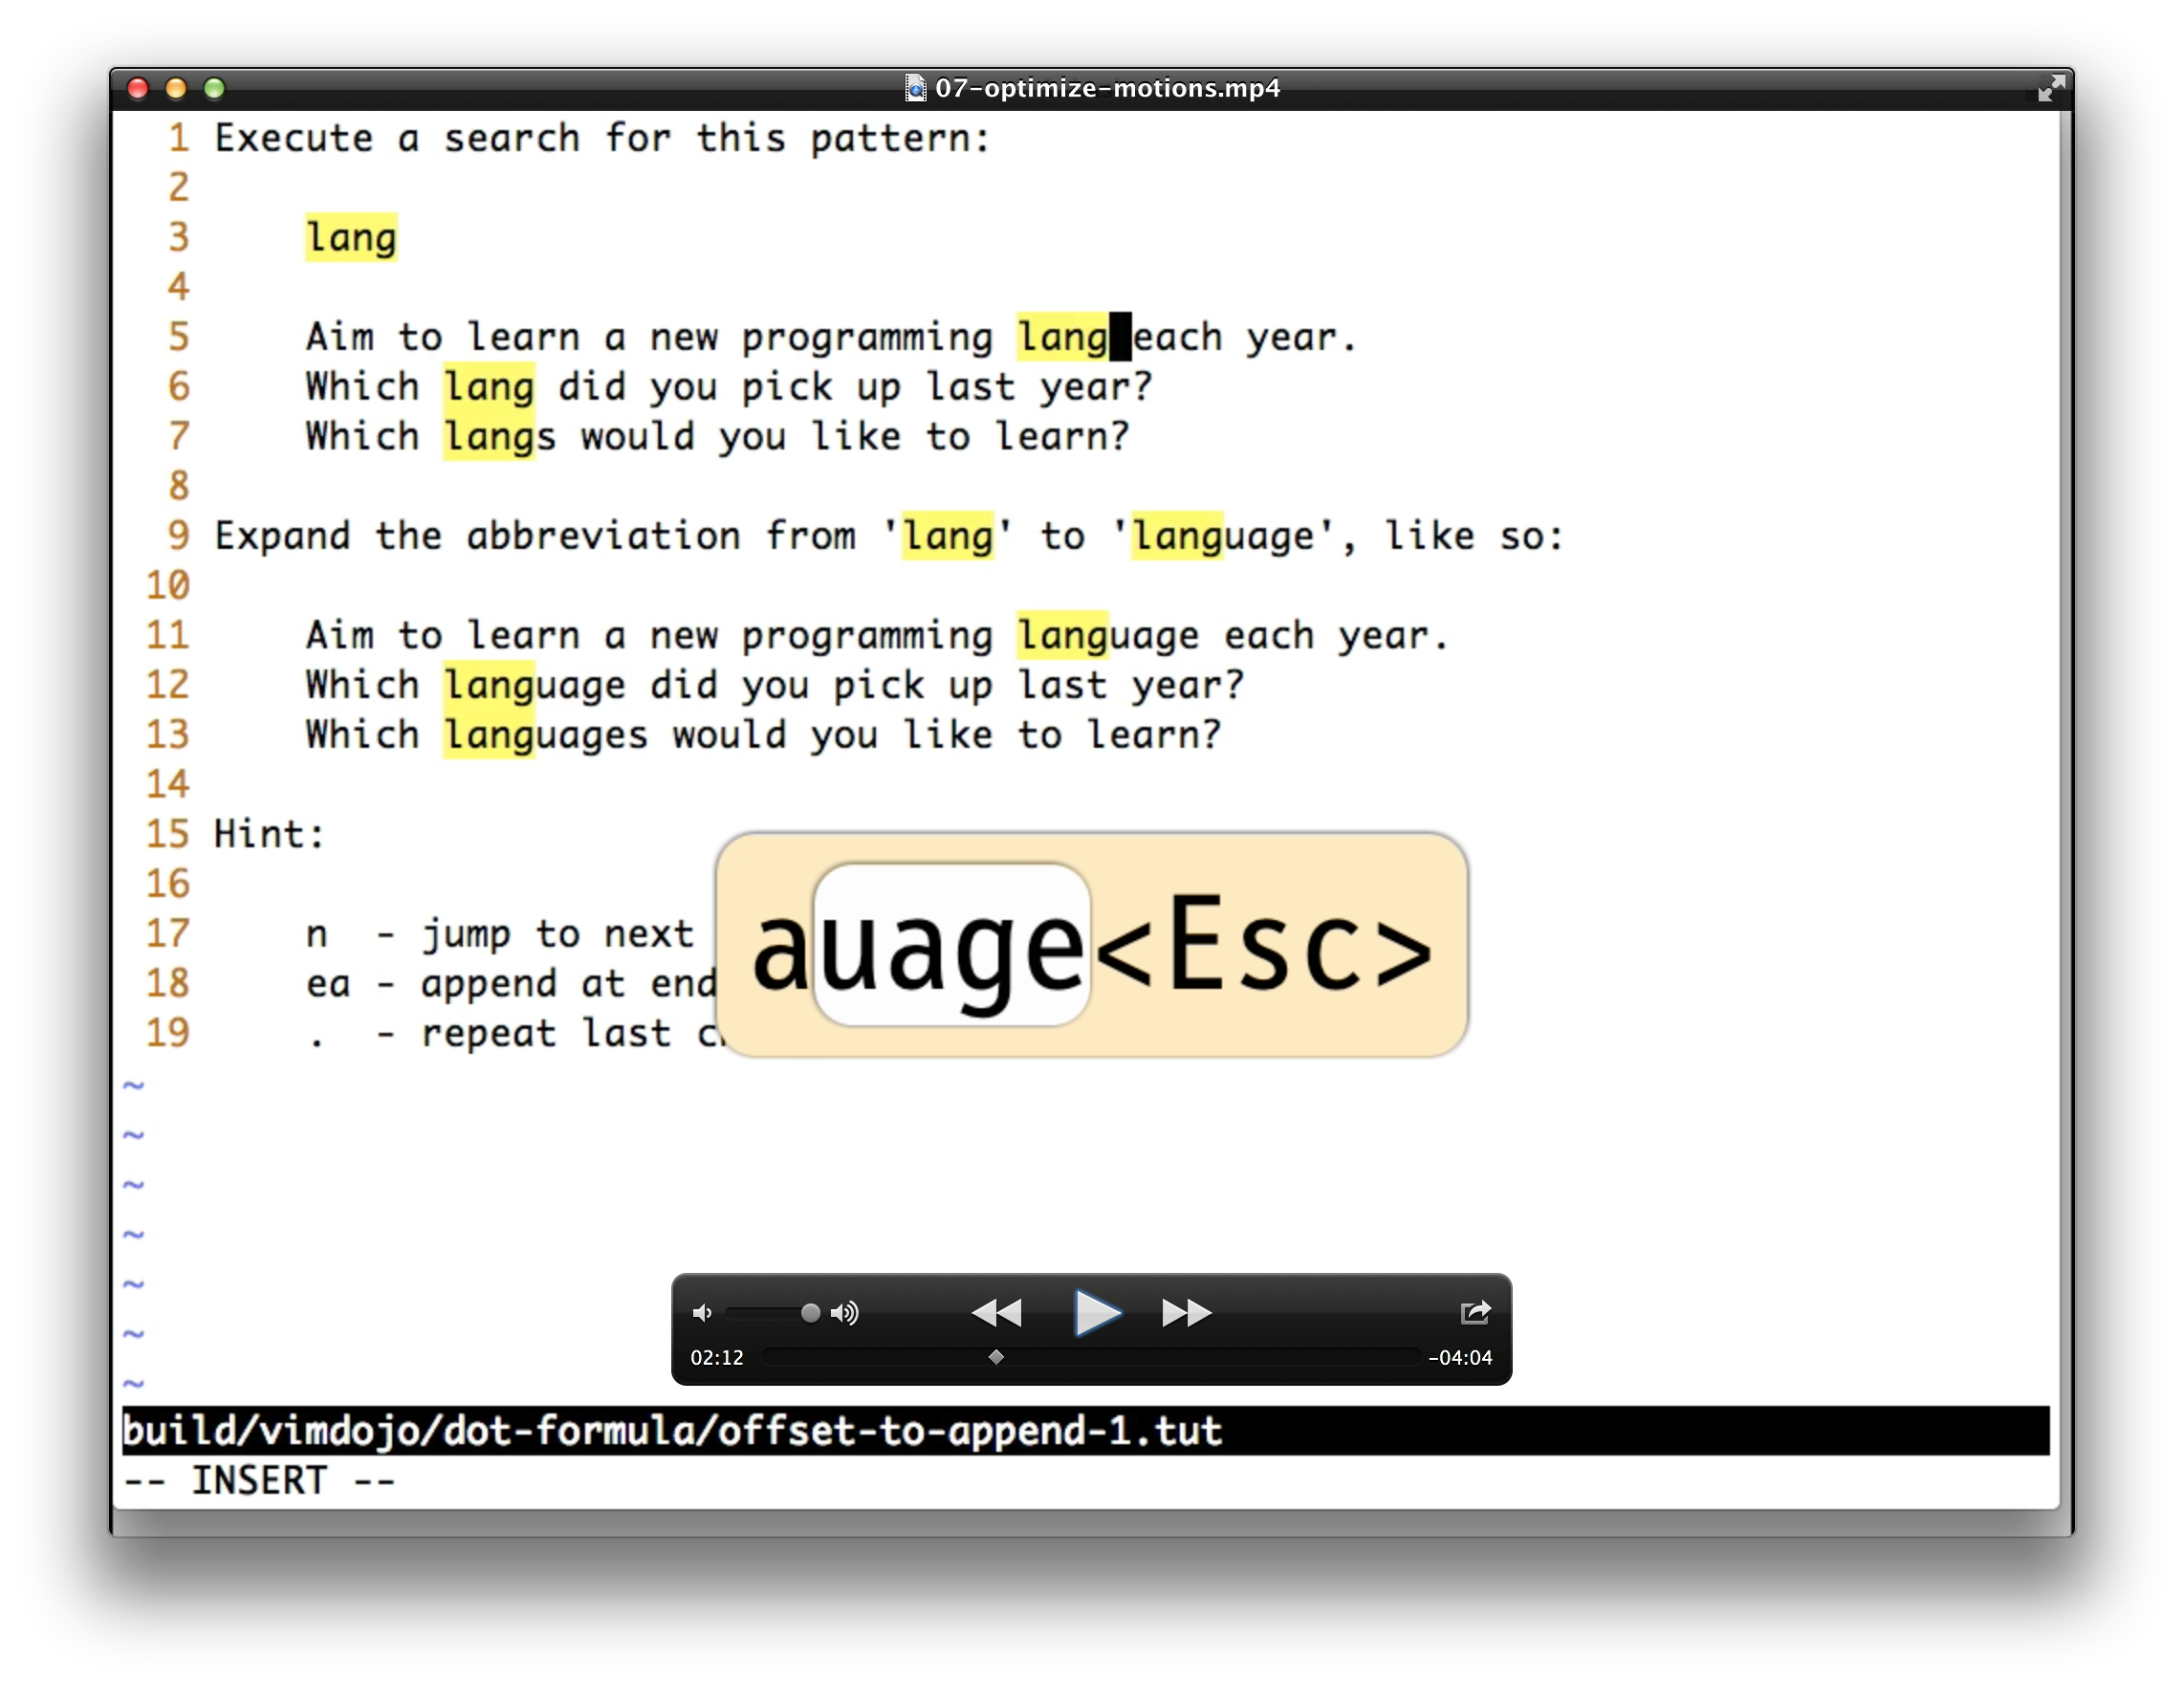 07-optimize-motions.mp4
1 Execute a search for this pattern:
2
3 lang
4
5 Aim to learn a new programming lang each year.
6 Which lang did you pick up last year?
7 Which langs would you like to learn?
8
9 Expand the abbreviation from 'lang' to 'language', like so:
10
11 Aim to learn a new programming language each year.
12 Which language did you pick up last year?
13 Which languages would you like to learn?
14
15 Hint:
16
17 n - jump to next
18 ea - append at end
19 . - repeat last
auage<Esc>
~
~
~
~
~
~
~
02:12 -04:04
build/vimdojo/dot-formula/offset-to-append-1.tut
-- INSERT --